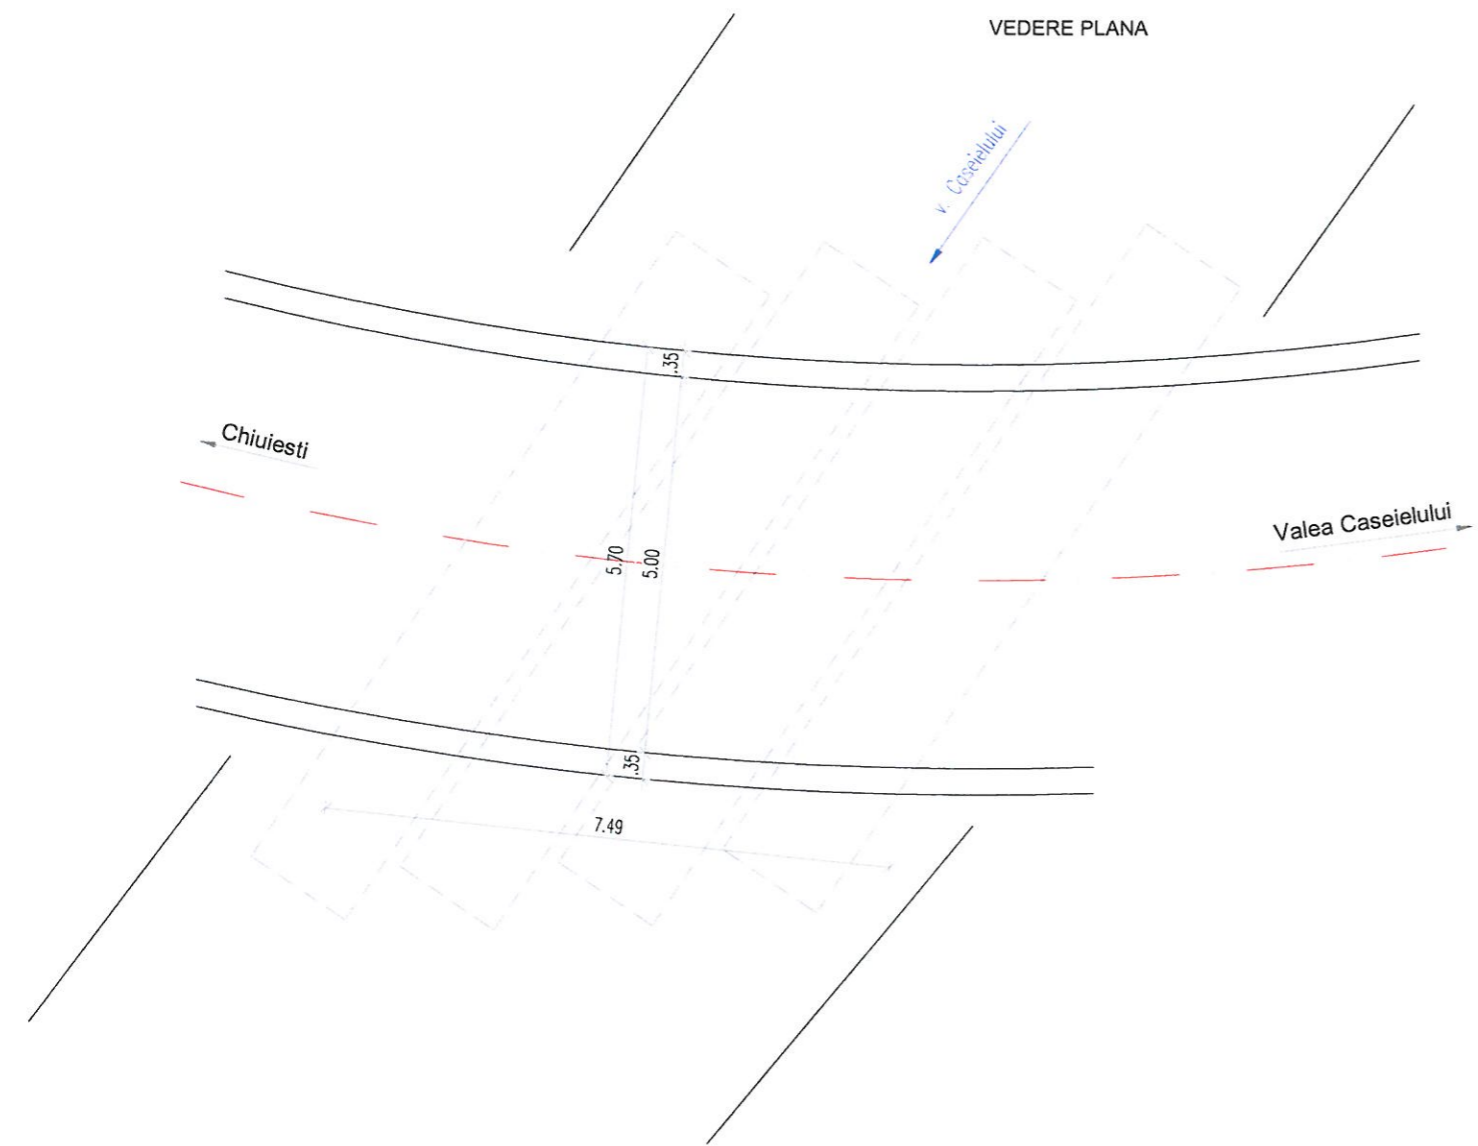 VEDERE PLANA
v. Caseielului
.35
Chiuiesti
Valea Caseielului
5.70
5.00
.35
7.49